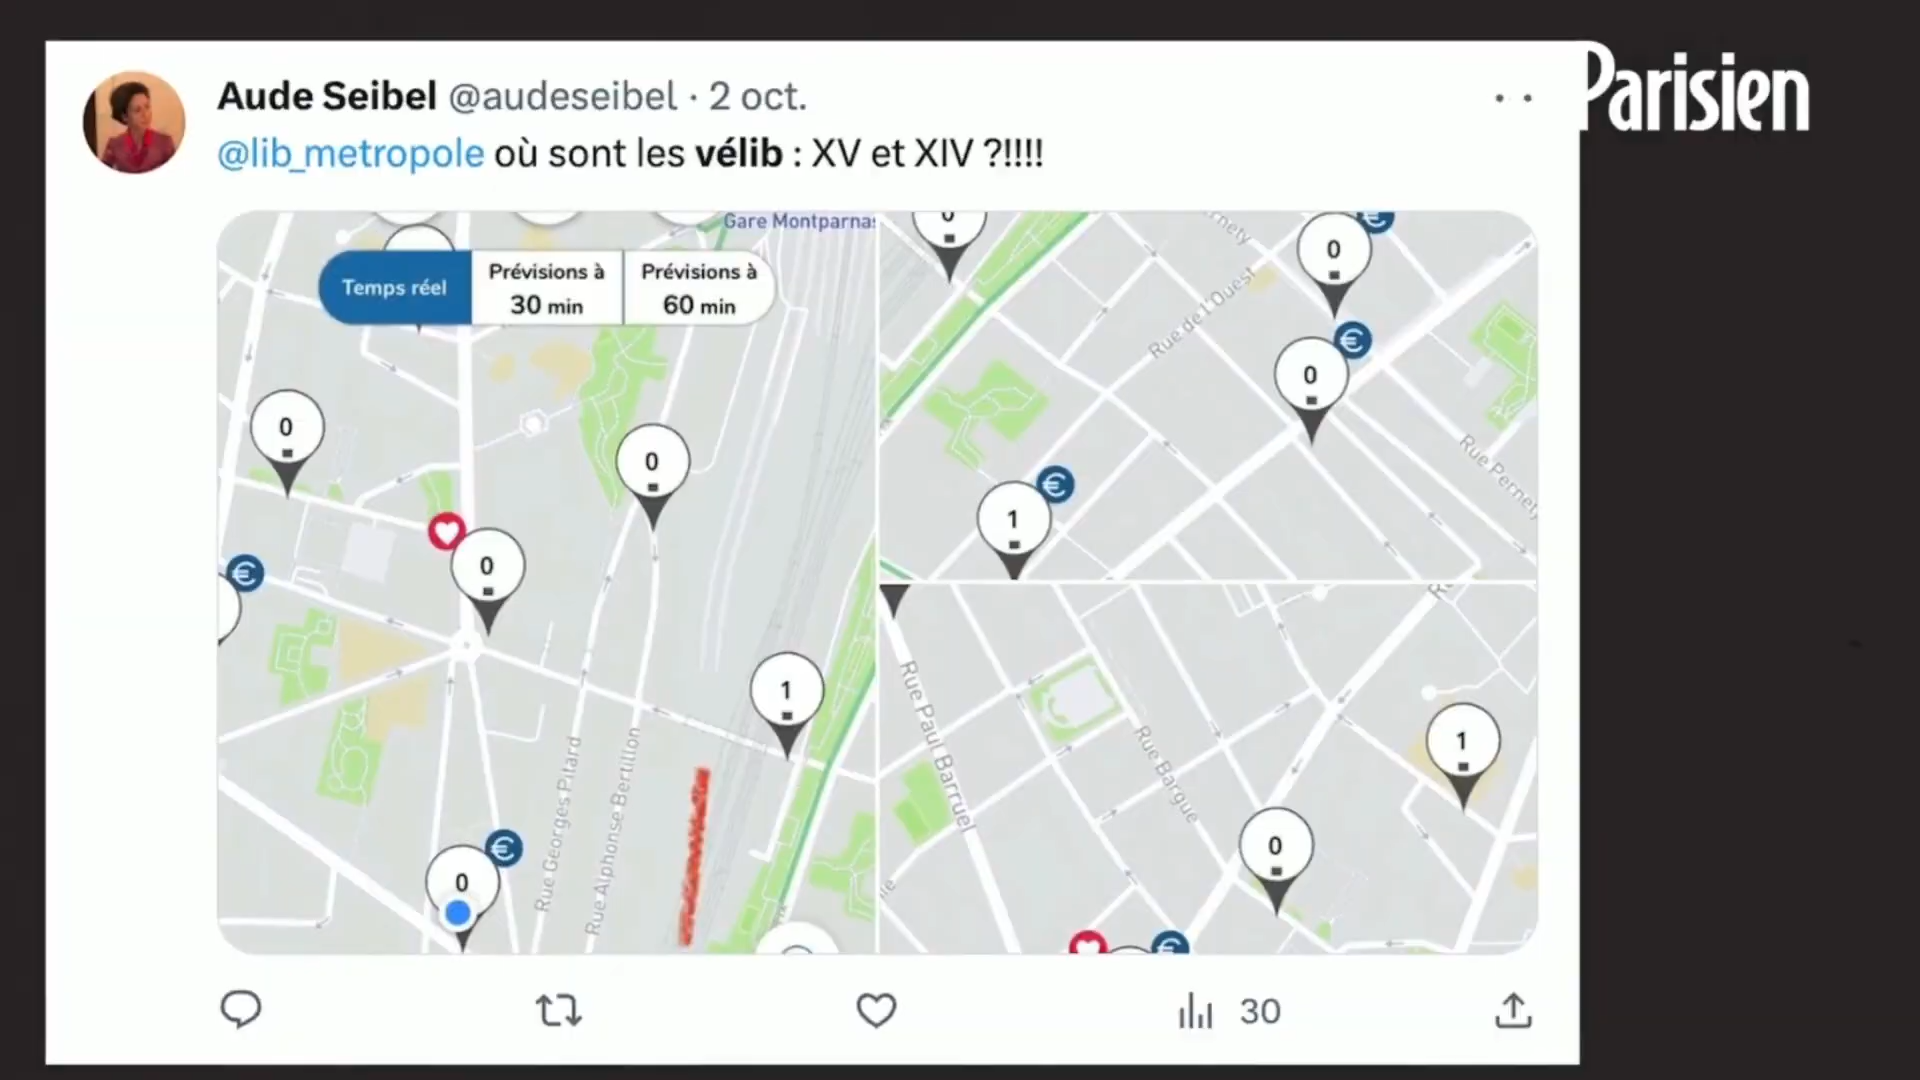 Aude Seibel @audeseibel · 2 oct.
Parisien
@lib_metropole où sont les vélib : XV et XIV ?!!!!
Gare Montparnas
Temps réel
Prévisions à
30 min
Prévisions à
60 min
0
0
0
€
1
Rue Georges Pitard
Rue Alphonse Bertillon
€
0
0
rnety
€
0
Rue de l'Ouest
€
0
Rue Pernety
€
1
Rue Paul Barruel
Rue Bargue
1
0
€
30